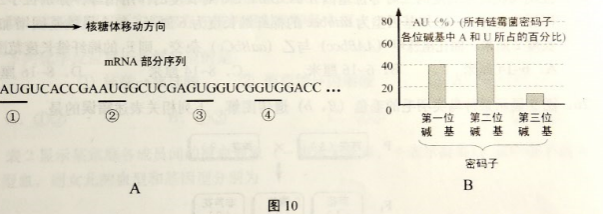 核糖体移动方向
mRNA 部分序列
AUGUCACCGAAUGGCUCGAGUGGUCGGUGGACC …
① ② ③ ④
A
AU（%）(所有链霉菌密码子
各位碱基中 A 和 U 所占的百分比)
80
60
40
20
0
第一位 第二位 第三位
碱 基 碱 基 碱 基
密码子
B
图 10